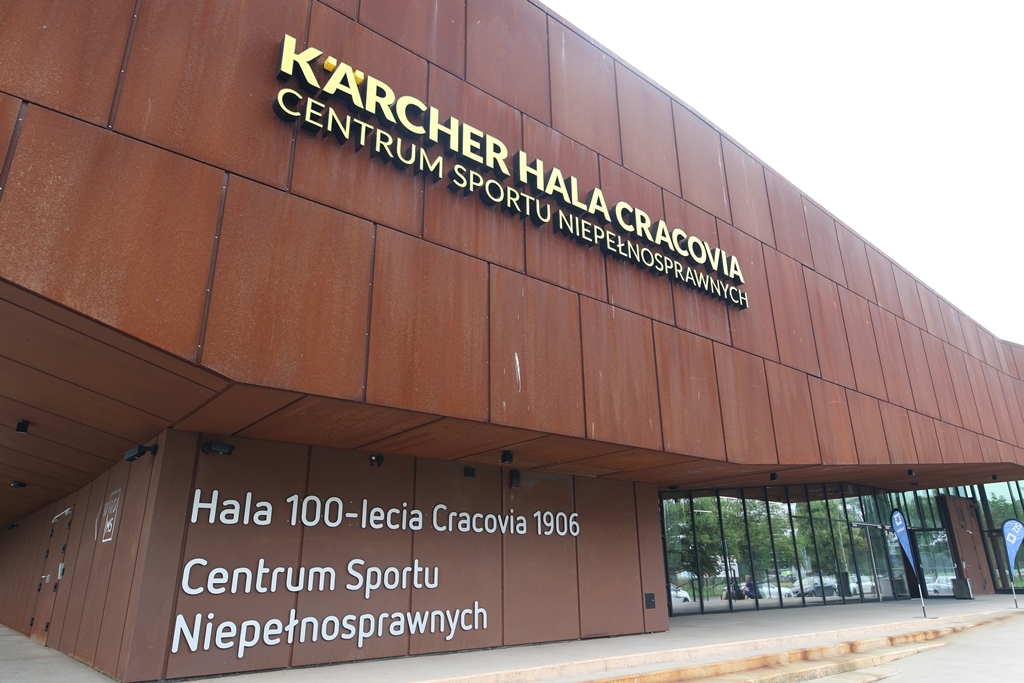 KÄRCHER HALA CRACOVIA
CENTRUM SPORTU NIEPEŁNOSPRAWNYCH
Hala 100-lecia Cracovia 1906
Centrum Sportu
Niepełnosprawnych